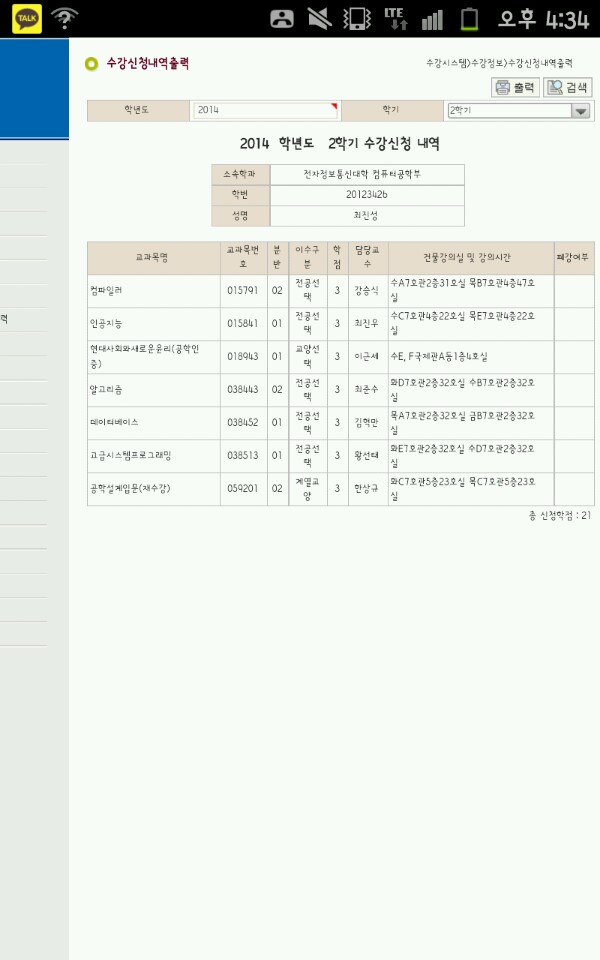 TALK
LTE
오후 4:34
수강신청내역출력
수강시스템>수강정보>수강신청내역출력
출력 검색
학년도 2014 학기 2학기
2014 학년도 2학기 수강신청 내역
소속학과 전자정보통신대학 컴퓨터공학부
학번 20123426
성명 최진성
교과목명 교과목번호 분반 이수구분 학점 담당교수 건물강의실 및 강의시간 폐강여부
컴파일러 015791 02 전공선택 3 강승식 수A7호관2층31호실 목B7호관4층47호실
인공지능 015841 01 전공선택 3 최진우 수C7호관4층22호실 목E7호관4층22호실
현대사회와새로운윤리(공학인증) 018943 01 교양선택 3 이근세 수E, F국제관A동1층4호실
알고리즘 038443 02 전공선택 3 최준수 화D7호관2층32호실 수B7호관2층32호실
데이터베이스 038452 01 전공선택 3 김혁만 목A7호관2층32호실 금B7호관2층32호실
고급시스템프로그래밍 038513 01 전공선택 3 황선태 화E7호관2층32호실 수D7호관2층32호실
공학설계입문(재수강) 059201 02 계열교양 3 한상규 화C7호관5층23호실 목C7호관5층23호실
총 신청학점 : 21
력